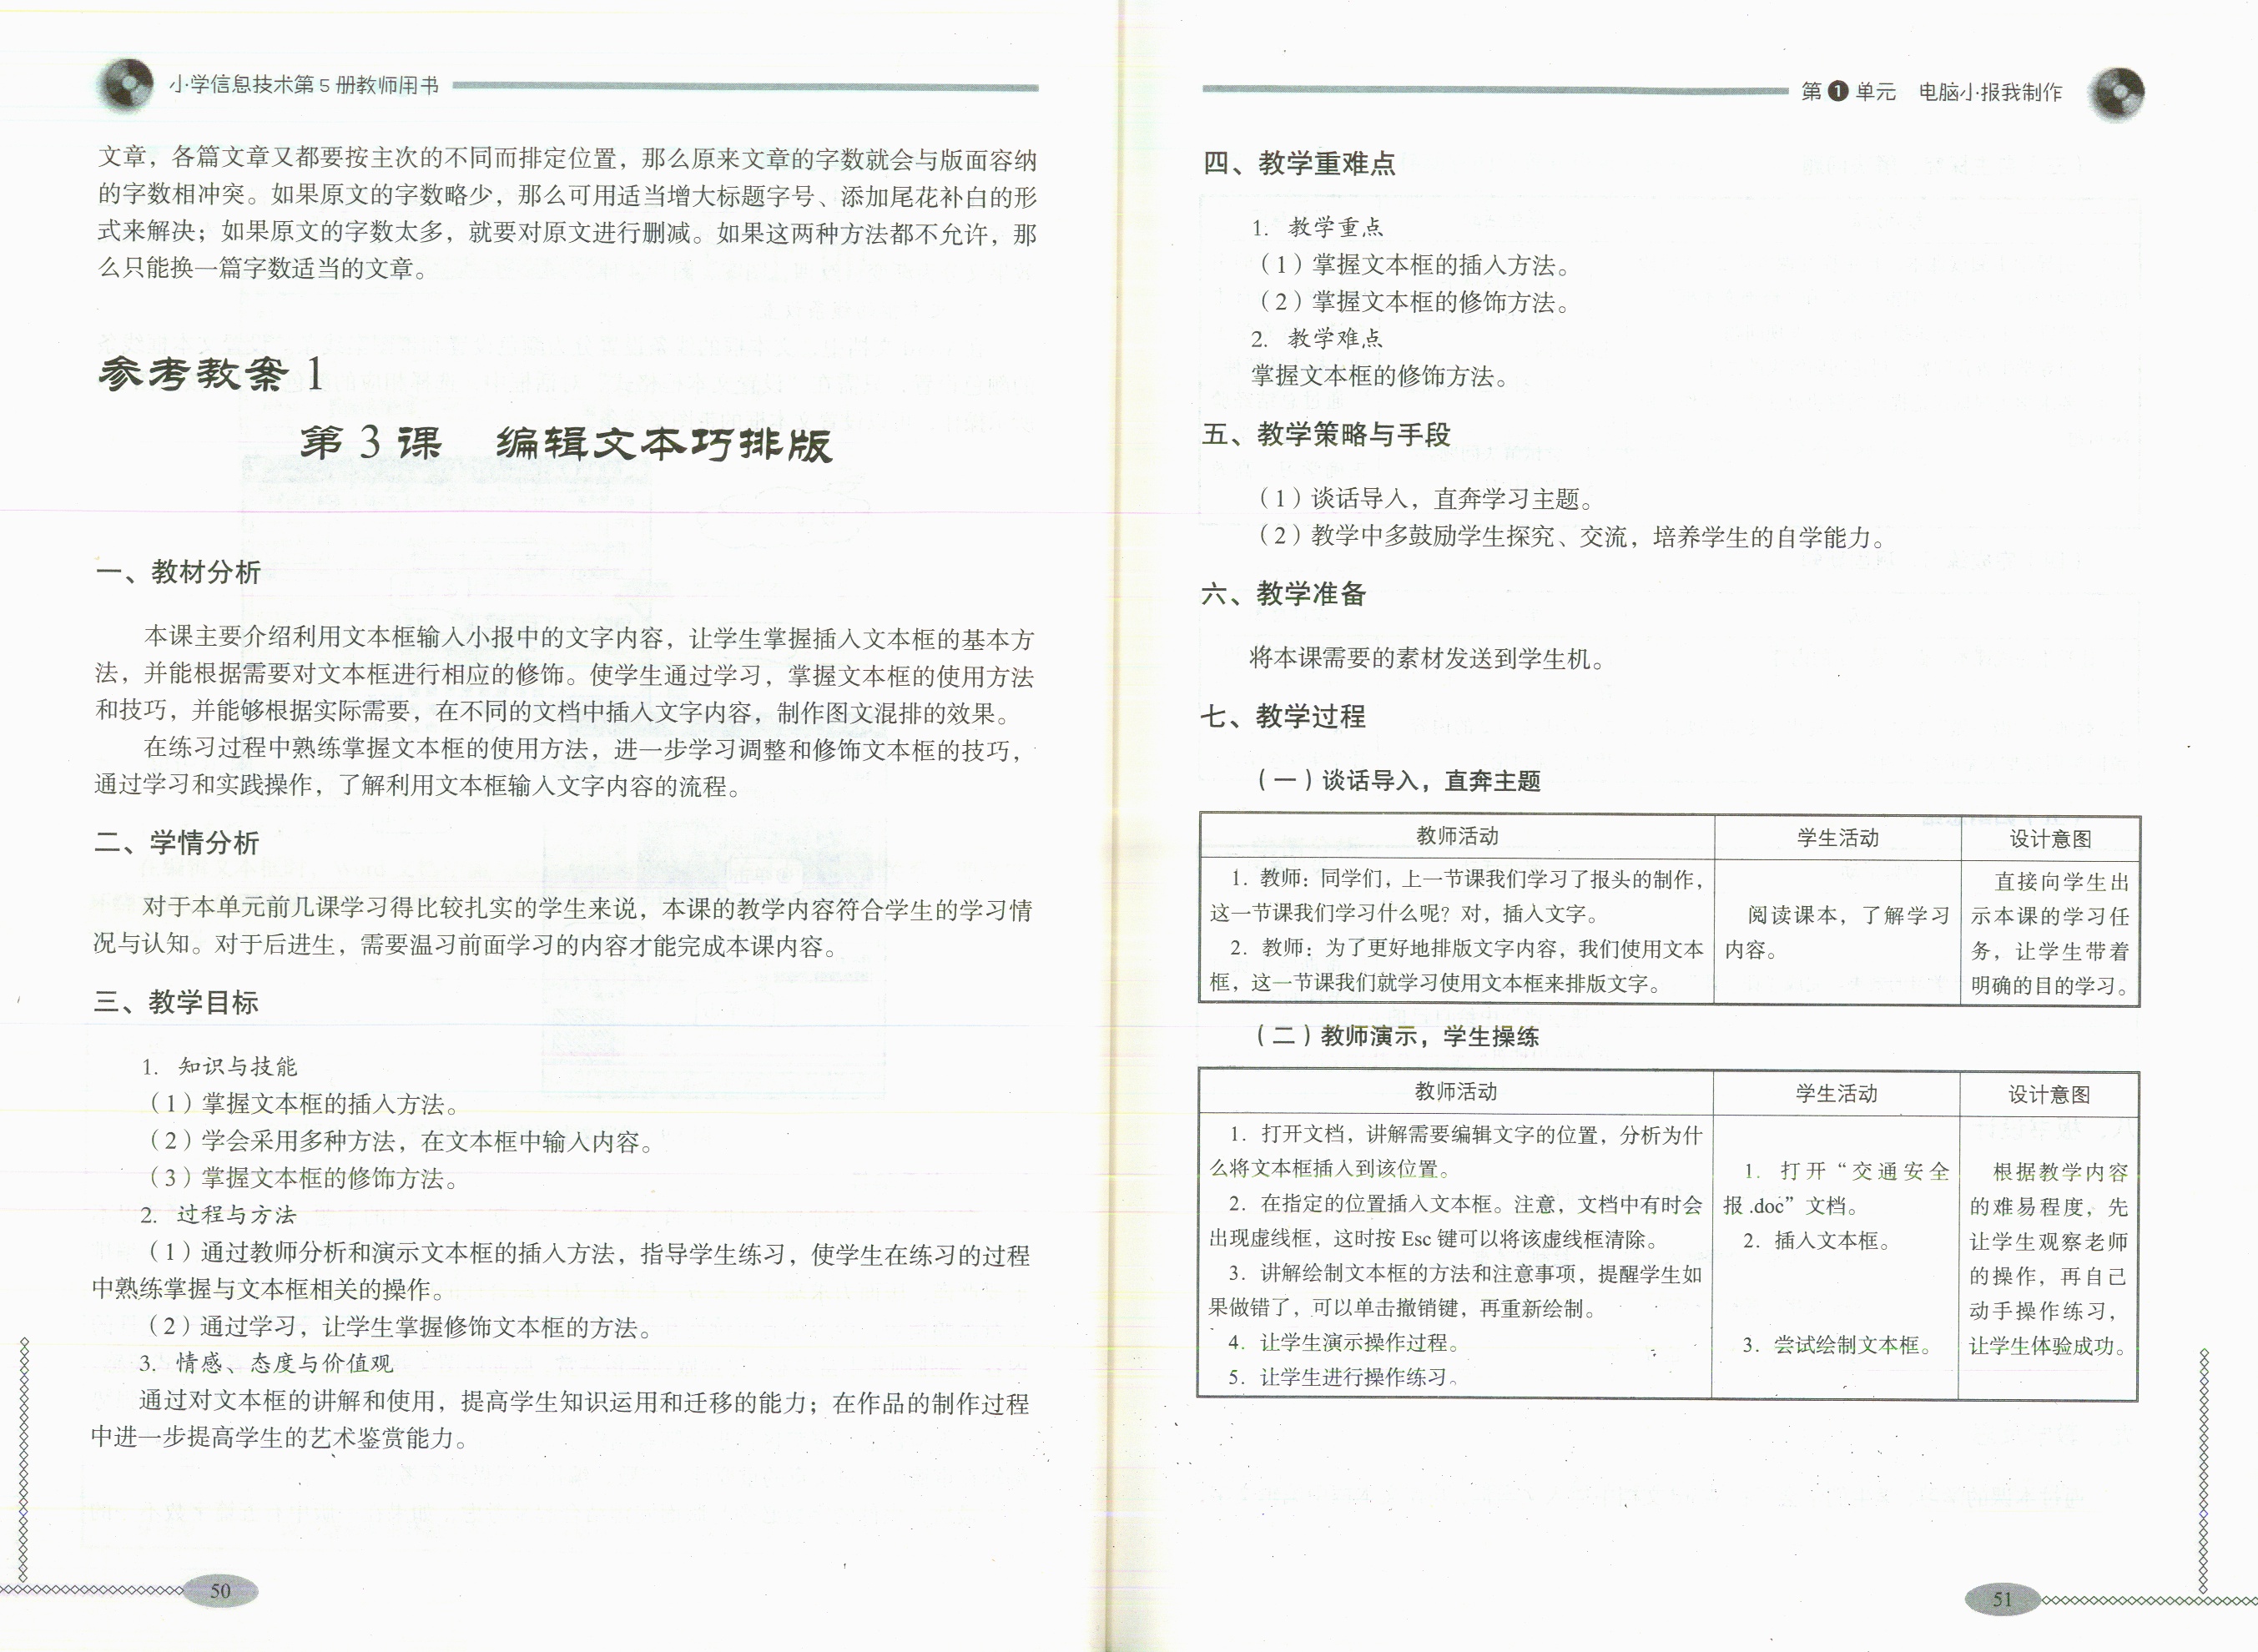 小学信息技术第5册教师用书
文章，各篇文章又都要按主次的不同而排定位置，那么原来文章的字数就会与版面容纳
的字数相冲突。如果原文的字数略少，那么可用适当增大标题字号、添加尾花补白的形
式来解决；如果原文的字数太多，就要对原文进行删减。如果这两种方法都不允许，那
么只能换一篇字数适当的文章。
参考教案1
第3课 编辑文本巧排版
一、教材分析
本课主要介绍利用文本框输入小报中的文字内容，让学生掌握插入文本框的基本方
法，并能根据需要对文本框进行相应的修饰。使学生通过学习，掌握文本框的使用方法
和技巧，并能够根据实际需要，在不同的文档中插入文字内容，制作图文混排的效果。
在练习过程中熟练掌握文本框的使用方法，进一步学习调整和修饰文本框的技巧，
通过学习和实践操作，了解利用文本框输入文字内容的流程。
二、学情分析
对于本单元前几课学习得比较扎实的学生来说，本课的教学内容符合学生的学习情
况与认知。对于后进生，需要温习前面学习的内容才能完成本课内容。
三、教学目标
1. 知识与技能
（1）掌握文本框的插入方法。
（2）学会采用多种方法，在文本框中输入内容。
（3）掌握文本框的修饰方法。
2. 过程与方法
（1）通过教师分析和演示文本框的插入方法，指导学生练习，使学生在练习的过程
中熟练掌握与文本框相关的操作。
（2）通过学习，让学生掌握修饰文本框的方法。
3. 情感、态度与价值观
通过对文本框的讲解和使用，提高学生知识运用和迁移的能力；在作品的制作过程
中进一步提高学生的艺术鉴赏能力。
50
第1单元 电脑小报我制作
四、教学重难点
1. 教学重点
（1）掌握文本框的插入方法。
（2）掌握文本框的修饰方法。
2. 教学难点
掌握文本框的修饰方法。
五、教学策略与手段
（1）谈话导入，直奔学习主题。
（2）教学中多鼓励学生探究、交流，培养学生的自学能力。
六、教学准备
将本课需要的素材发送到学生机。
七、教学过程
（一）谈话导入，直奔主题
教师活动
学生活动
设计意图
1. 教师：同学们，上一节课我们学习了报头的制作，
这一节课我们学习什么呢？对，插入文字。
2. 教师：为了更好地排版文字内容，我们使用文本
框，这一节课我们就学习使用文本框来排版文字。
阅读课本，了解学习
内容。
直接向学生出
示本课的学习任
务，让学生带着
明确的目的学习。
（二）教师演示，学生操练
教师活动
学生活动
设计意图
1. 打开文档，讲解需要编辑文字的位置，分析为什
么将文本框插入到该位置。
2. 在指定的位置插入文本框。注意，文档中有时会
出现虚线框，这时按 Esc 键可以将该虚线框清除。
3. 讲解绘制文本框的方法和注意事项，提醒学生如
果做错了，可以单击撤销键，再重新绘制。
4. 让学生演示操作过程。
5. 让学生进行操作练习。
1. 打开“交通安全
报.doc”文档。
2. 插入文本框。
3. 尝试绘制文本框。
根据教学内容
的难易程度，先
让学生观察老师
的操作，再自己
动手操作练习，
让学生体验成功。
51